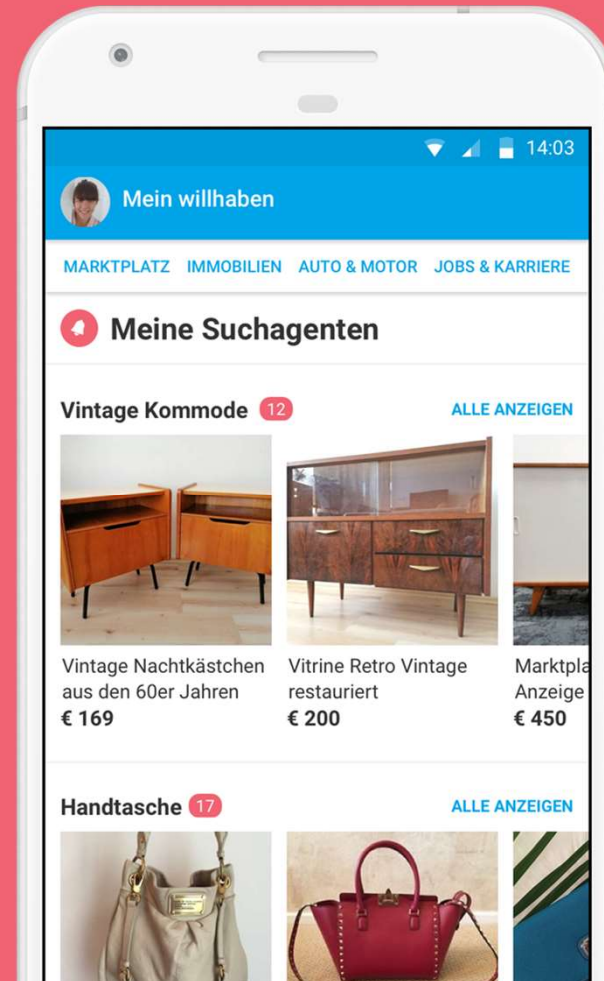 14:03
Mein willhaben
MARKTPLATZ IMMOBILIEN AUTO & MOTOR JOBS & KARRIERE
Meine Suchagenten
Vintage Kommode 12 ALLE ANZEIGEN
Vintage Nachtkästchen
aus den 60er Jahren
€ 169
Vitrine Retro Vintage
restauriert
€ 200
Marktpla
Anzeige
€ 450
Handtasche 17 ALLE ANZEIGEN